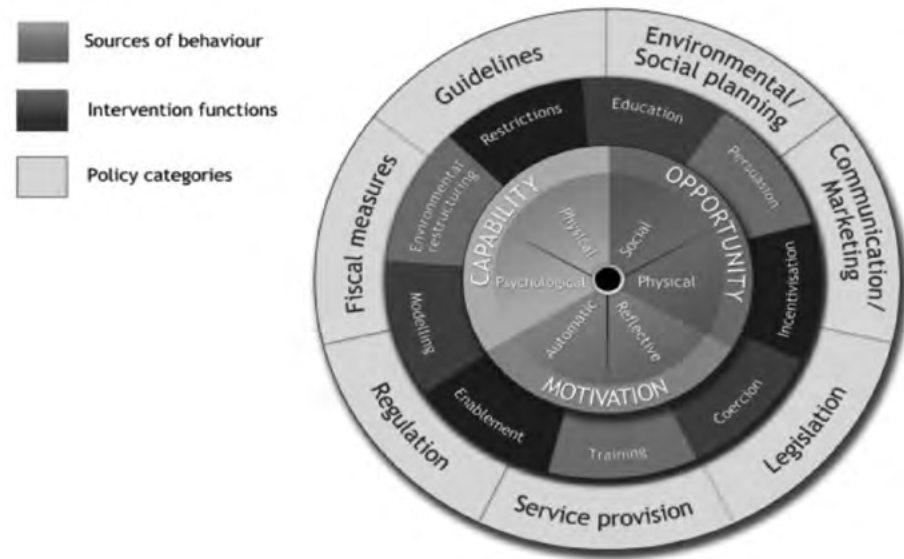 Sources of behaviour
Intervention functions
Policy categories
Guidelines
Environmental/
Social planning
Communication/
Marketing
Legislation
Service provision
Regulation
Fiscal measures
Restrictions
Education
Persuasion
Incentivisation
Coercion
Training
Enablement
Modelling
Environmental
restructuring
CAPABILITY
OPPORTUNITY
MOTIVATION
Physical
Social
Psychological
Physical
Automatic
Reflective